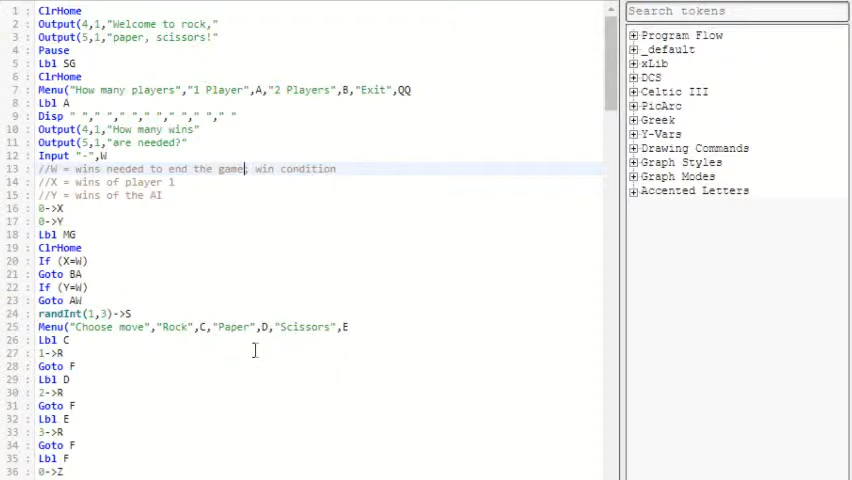 1 : ClrHome
2 : Output(4,1,"Welcome to rock,"
3 : Output(5,1,"paper, scissors!"
4 : Pause
5 : Lbl SG
6 : ClrHome
7 : Menu("How many players","1 Player",A,"2 Players",B,"Exit",QQ
8 : Lbl A
9 : Disp " "," "," "," "," "," "," "
10 : Output(4,1,"How many wins"
11 : Output(5,1,"are needed?"
12 : Input "-",W
13 : //W = wins needed to end the game; win condition
14 : //X = wins of player 1
15 : //Y = wins of the AI
16 : 0->X
17 : 0->Y
18 : Lbl MG
19 : ClrHome
20 : If (X=W)
21 : Goto BA
22 : If (Y=W)
23 : Goto AW
24 : randInt(1,3)->S
25 : Menu("Choose move","Rock",C,"Paper",D,"Scissors",E
26 : Lbl C
27 : 1->R
28 : Goto F
29 : Lbl D
30 : 2->R
31 : Goto F
32 : Lbl E
33 : 3->R
34 : Goto F
35 : Lbl F
36 : 0->Z
Search tokens
Program Flow
_default
xLib
DCS
Celtic III
PicArc
Greek
Y-Vars
Drawing Commands
Graph Styles
Graph Modes
Accented Letters